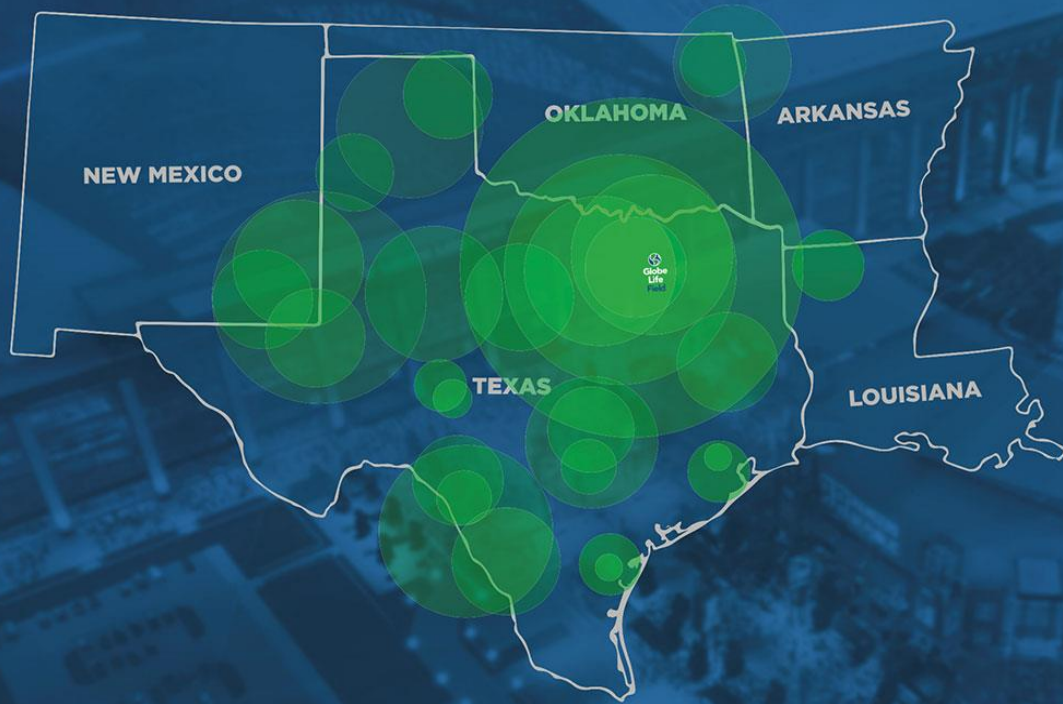 OKLAHOMA
ARKANSAS
NEW MEXICO
Globe
Life
Field
TEXAS
LOUISIANA